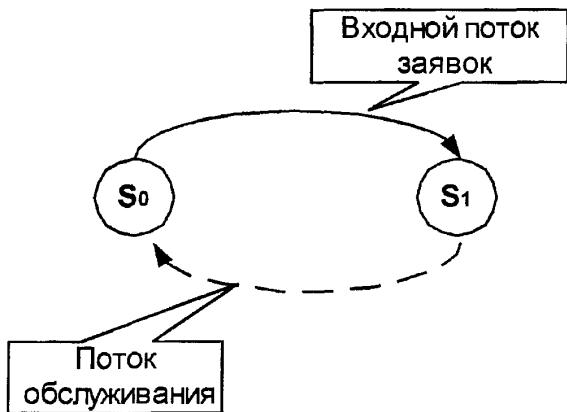 Входной поток
заявок
S0
S1
Поток
обслуживания